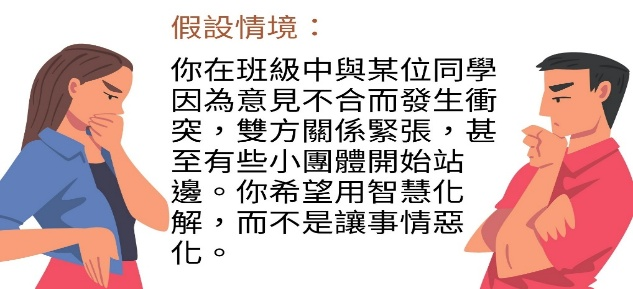 假設情境：
你在班級中與某位同學
因為意見不合而發生衝
突，雙方關係緊張，甚
至有些小團體開始站
邊。你希望用智慧化
解，而不是讓事情惡
化。